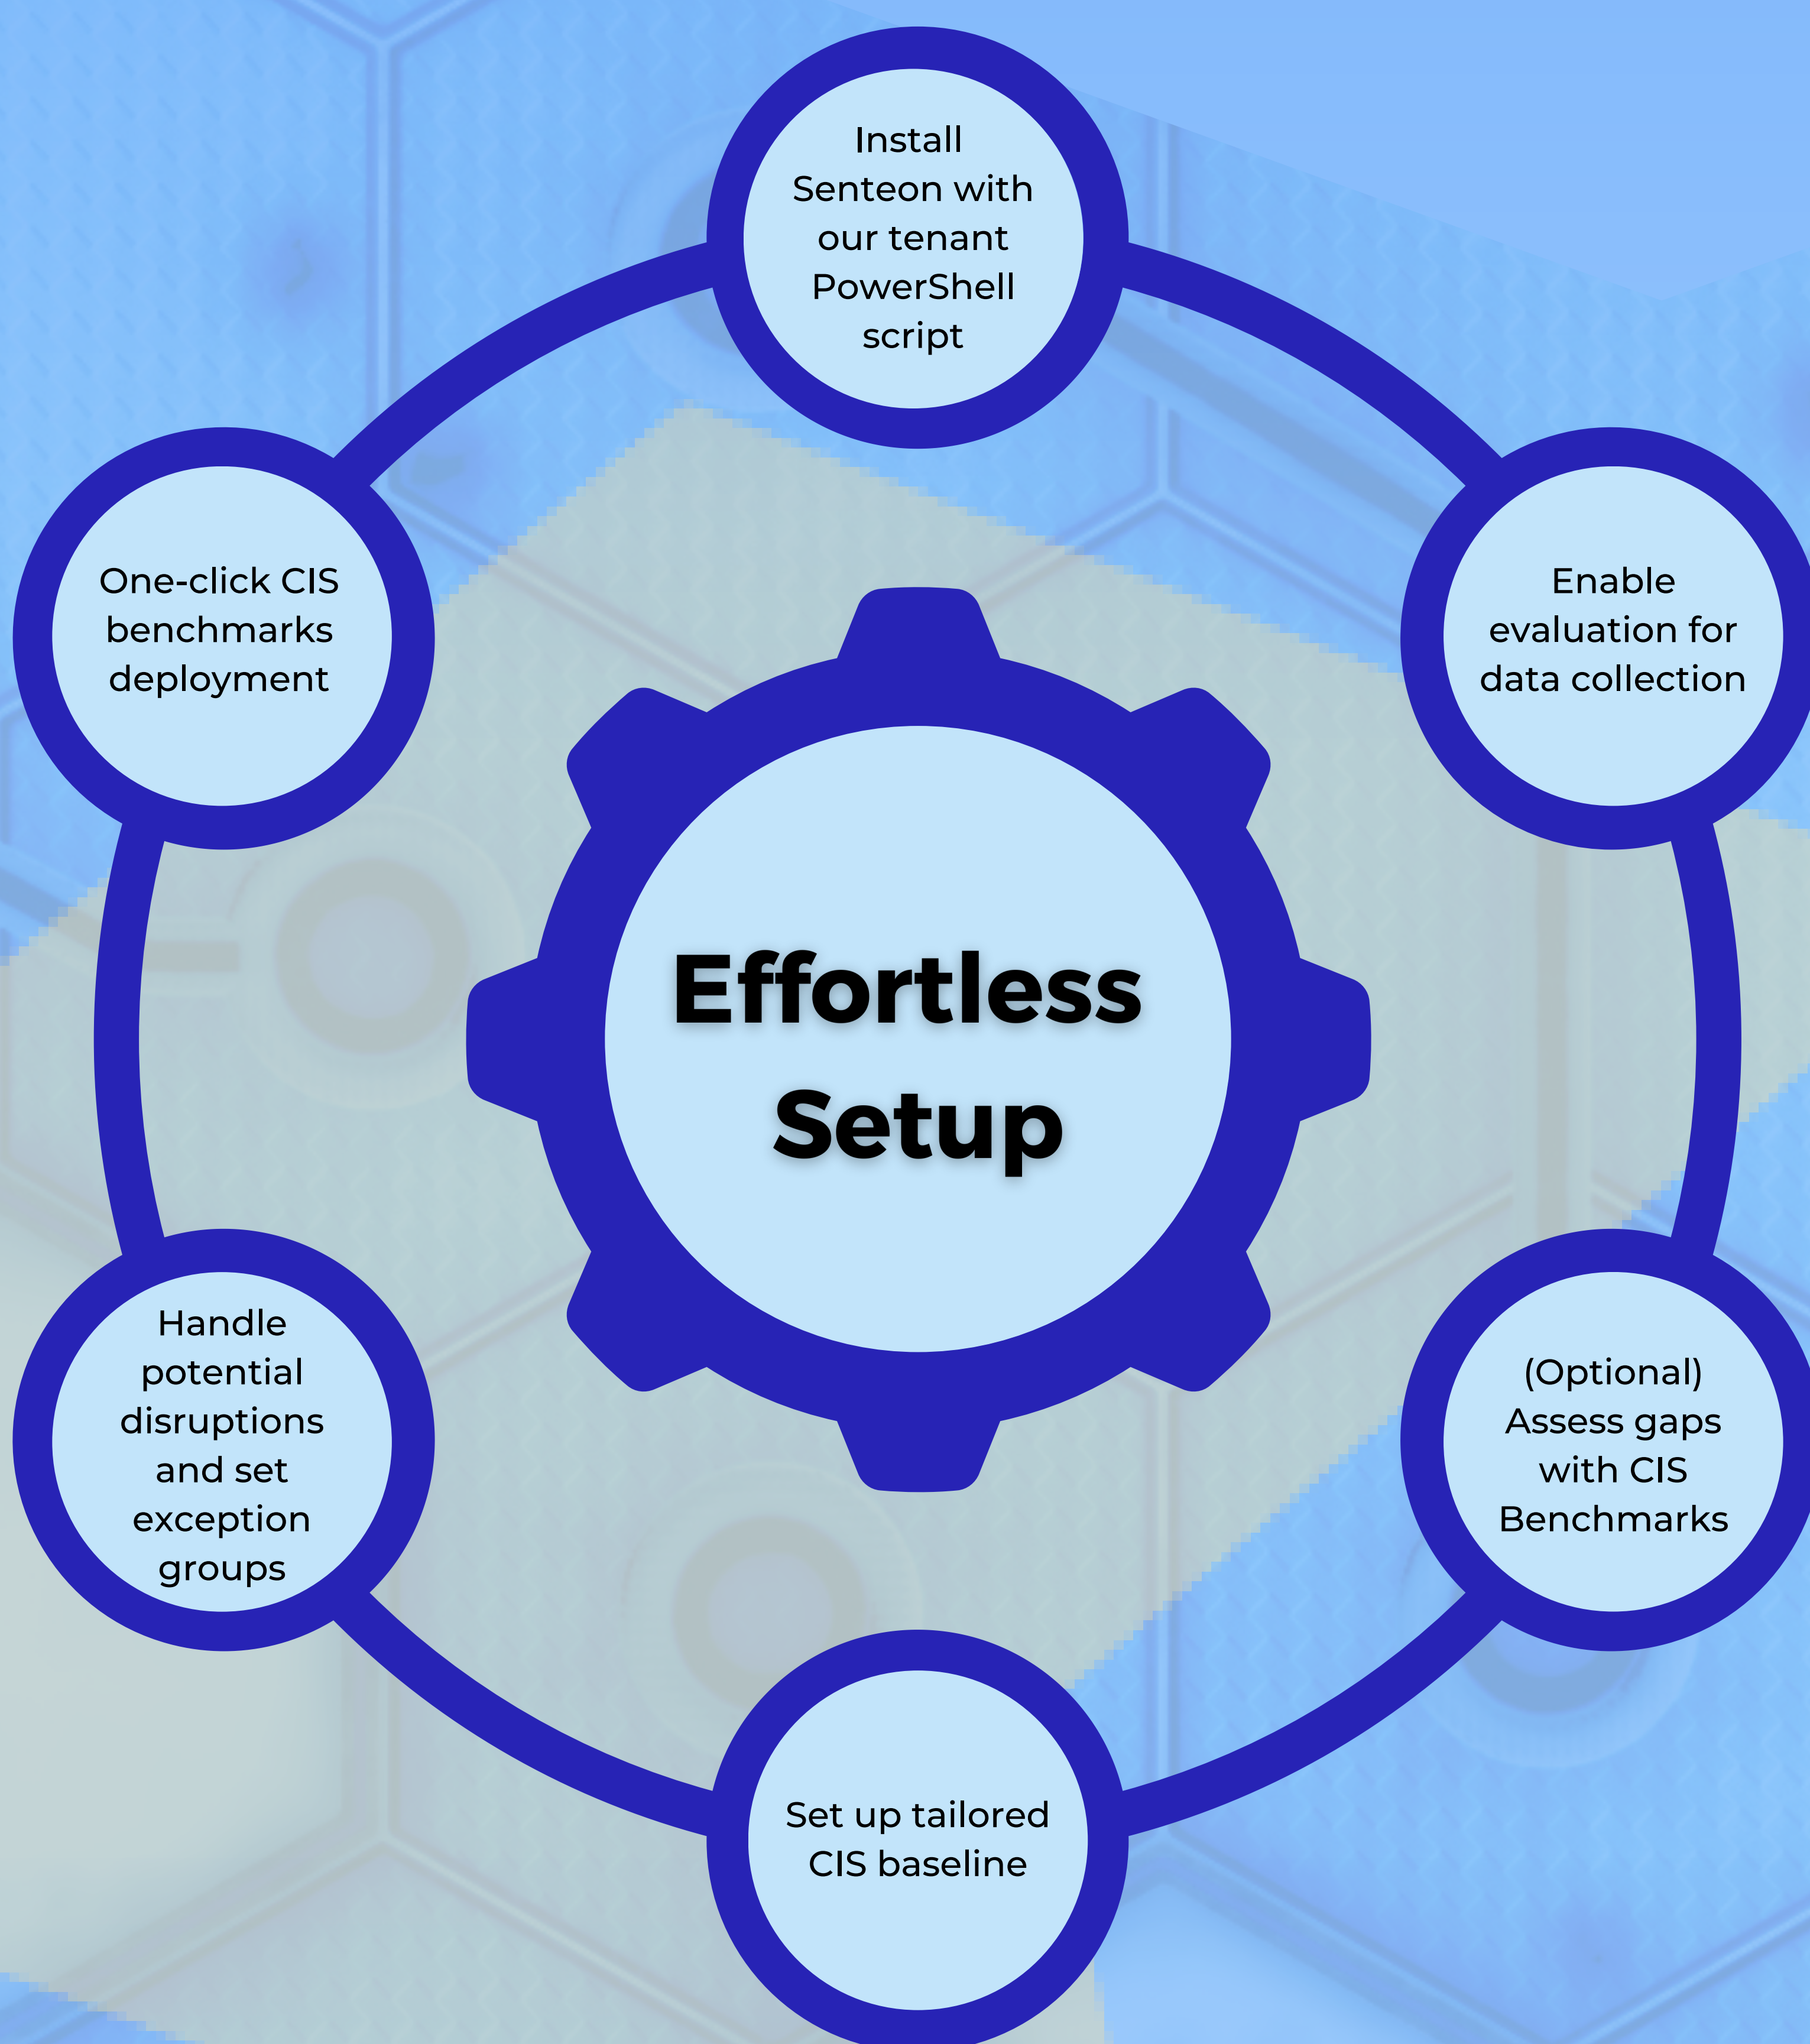 Install
Senteon with
our tenant
PowerShell
script
Enable
evaluation for
data collection
(Optional)
Assess gaps
with CIS
Benchmarks
Set up tailored
CIS baseline
Handle
potential
disruptions
and set
exception
groups
One-click CIS
benchmarks
deployment
Effortless
Setup